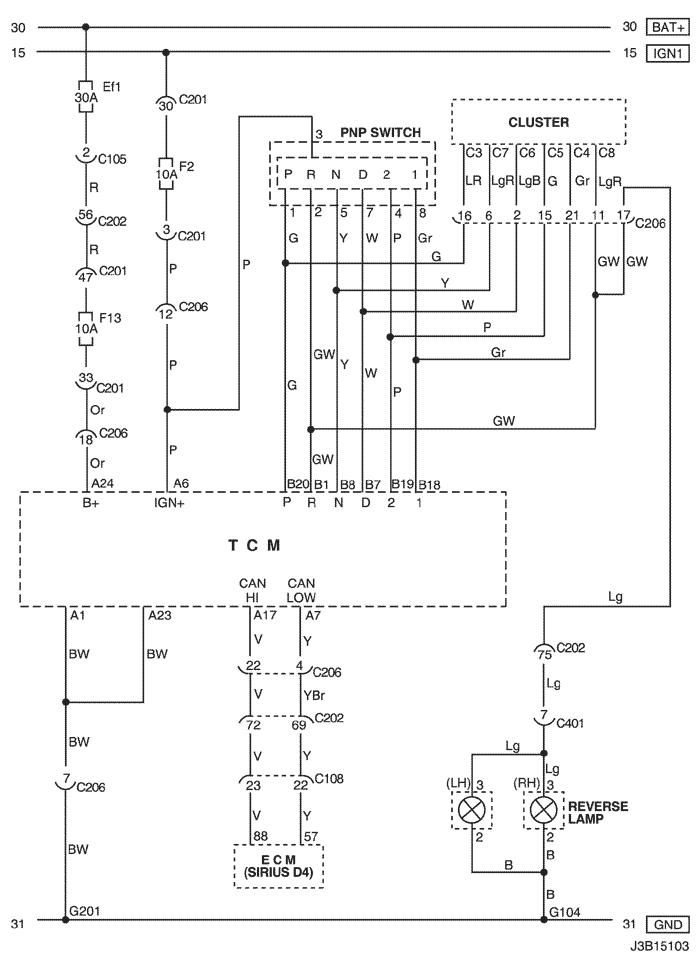 30 30 BAT+
15 15 IGN1
Ef1
30A
30 C201
2 C105
R
10A F2
3
PNP SWITCH
P R N D 2 1
CLUSTER
C3 C7 C6 C5 C4 C8
LR LgR LgB G Gr LgR
1 2 5 7 4 8
16 6 2 15 21 11 17 C206
56 C202
3 C201
R
P
P
G Y W P Gr
G
GW GW
47 C201
Y
W
12 C206
F13
10A
P
Gr
P
GW Y W P
G
33 C201
Or
GW
18 C206
P
GW
Or
A24 A6 B20 B1 B8 B7 B19 B18
B+ IGN+ P R N D 2 1
T C M
CAN CAN
HI LOW
A1 A23 A17 A7
Lg
BW BW V Y
22 4 C206
75 C202
V YBr
Lg
7 C401
72 69 C202
BW
V Y
Lg
Lg
7 C206
23 22 C108
(LH) 3 (RH) 3
V Y
REVERSE
LAMP
88 57
2 2
BW
E C M
(SIRIUS D4)
B
B
B
31 G201 G104 31 GND
J3B15103